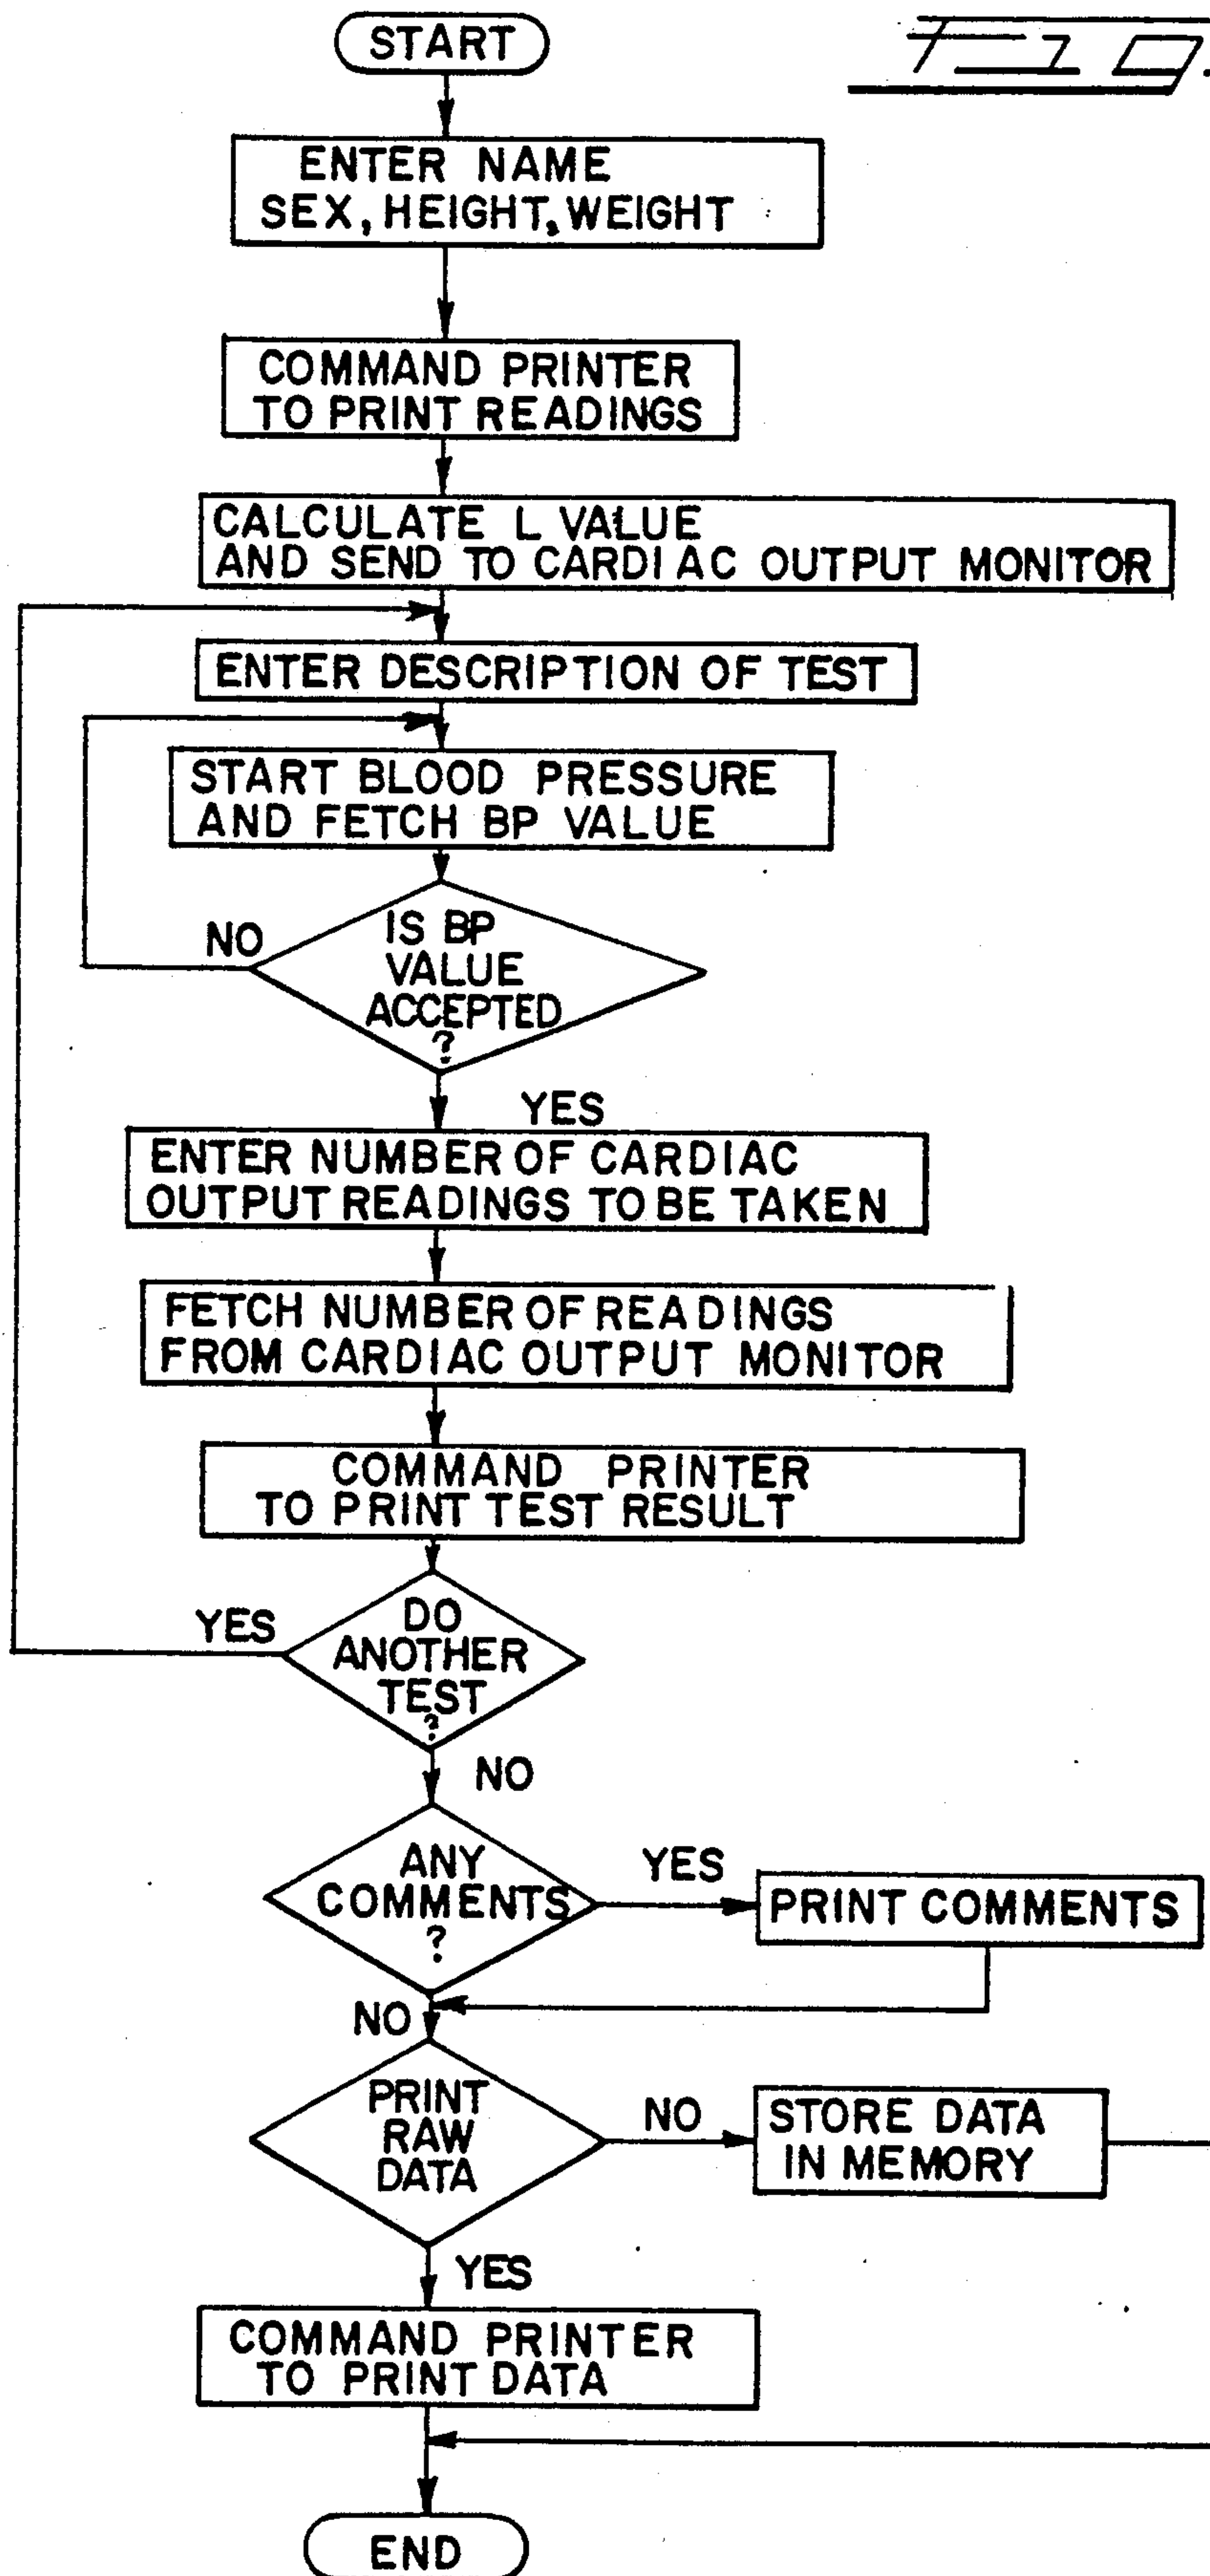 START
Fig.
ENTER NAME
SEX, HEIGHT, WEIGHT
COMMAND PRINTER
TO PRINT READINGS
CALCULATE L VALUE
AND SEND TO CARDIAC OUTPUT MONITOR
ENTER DESCRIPTION OF TEST
START BLOOD PRESSURE
AND FETCH BP VALUE
NO
IS BP
VALUE
ACCEPTED
?
YES
ENTER NUMBER OF CARDIAC
OUTPUT READINGS TO BE TAKEN
FETCH NUMBER OF READINGS
FROM CARDIAC OUTPUT MONITOR
COMMAND PRINTER
TO PRINT TEST RESULT
YES
DO
ANOTHER
TEST
?
NO
ANY
COMMENTS
?
YES
PRINT COMMENTS
NO
PRINT
RAW
DATA
NO
STORE DATA
IN MEMORY
YES
COMMAND PRINTER
TO PRINT DATA
END